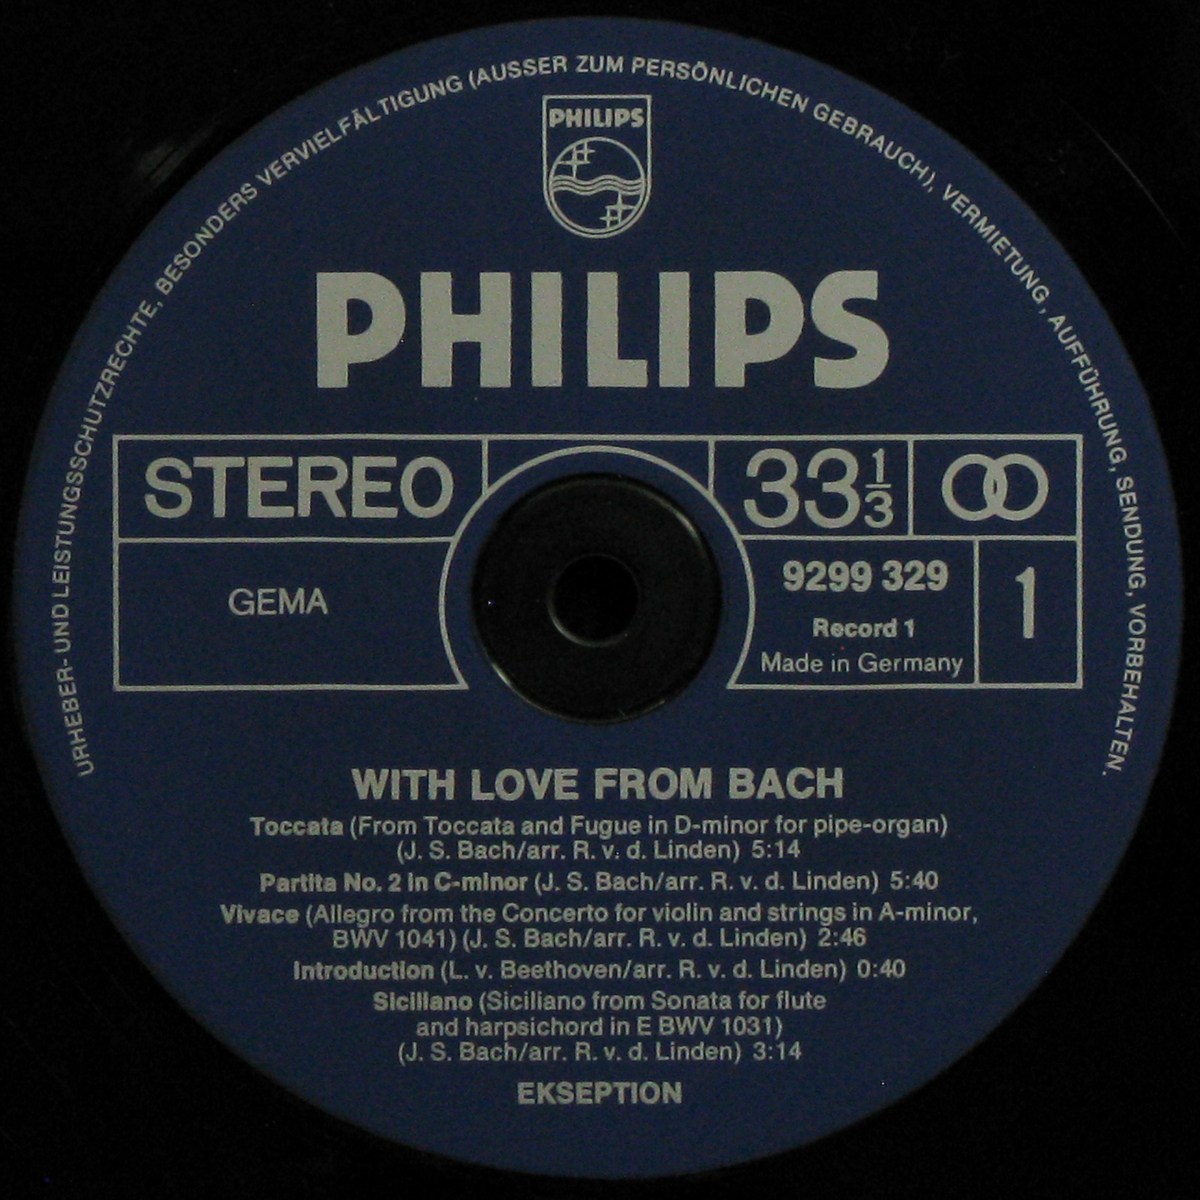 URHEBER- UND LEISTUNGSSCHUTZRECHTE, BESONDERS VERVIELFÄLTIGUNG (AUSSER ZUM PERSÖNLICHEN GEBRAUCH), VERMIETUNG, AUFFÜHRUNG, SENDUNG, VORBEHALTEN.
PHILIPS
PHILIPS
STEREO
33 1/3
GEMA
9299 329
Record 1
Made in Germany
1
WITH LOVE FROM BACH
Toccata (From Toccata and Fugue in D-minor for pipe-organ)
(J. S. Bach/arr. R. v. d. Linden) 5:14
Partita No. 2 in C-minor (J. S. Bach/arr. R. v. d. Linden) 5:40
Vivace (Allegro from the Concerto for violin and strings in A-minor,
BWV 1041) (J. S. Bach/arr. R. v. d. Linden) 2:46
Introduction (L. v. Beethoven/arr. R. v. d. Linden) 0:40
Siciliano (Siciliano from Sonata for flute
and harpsichord in E BWV 1031)
(J. S. Bach/arr. R. v. d. Linden) 3:14
EKSEPTION